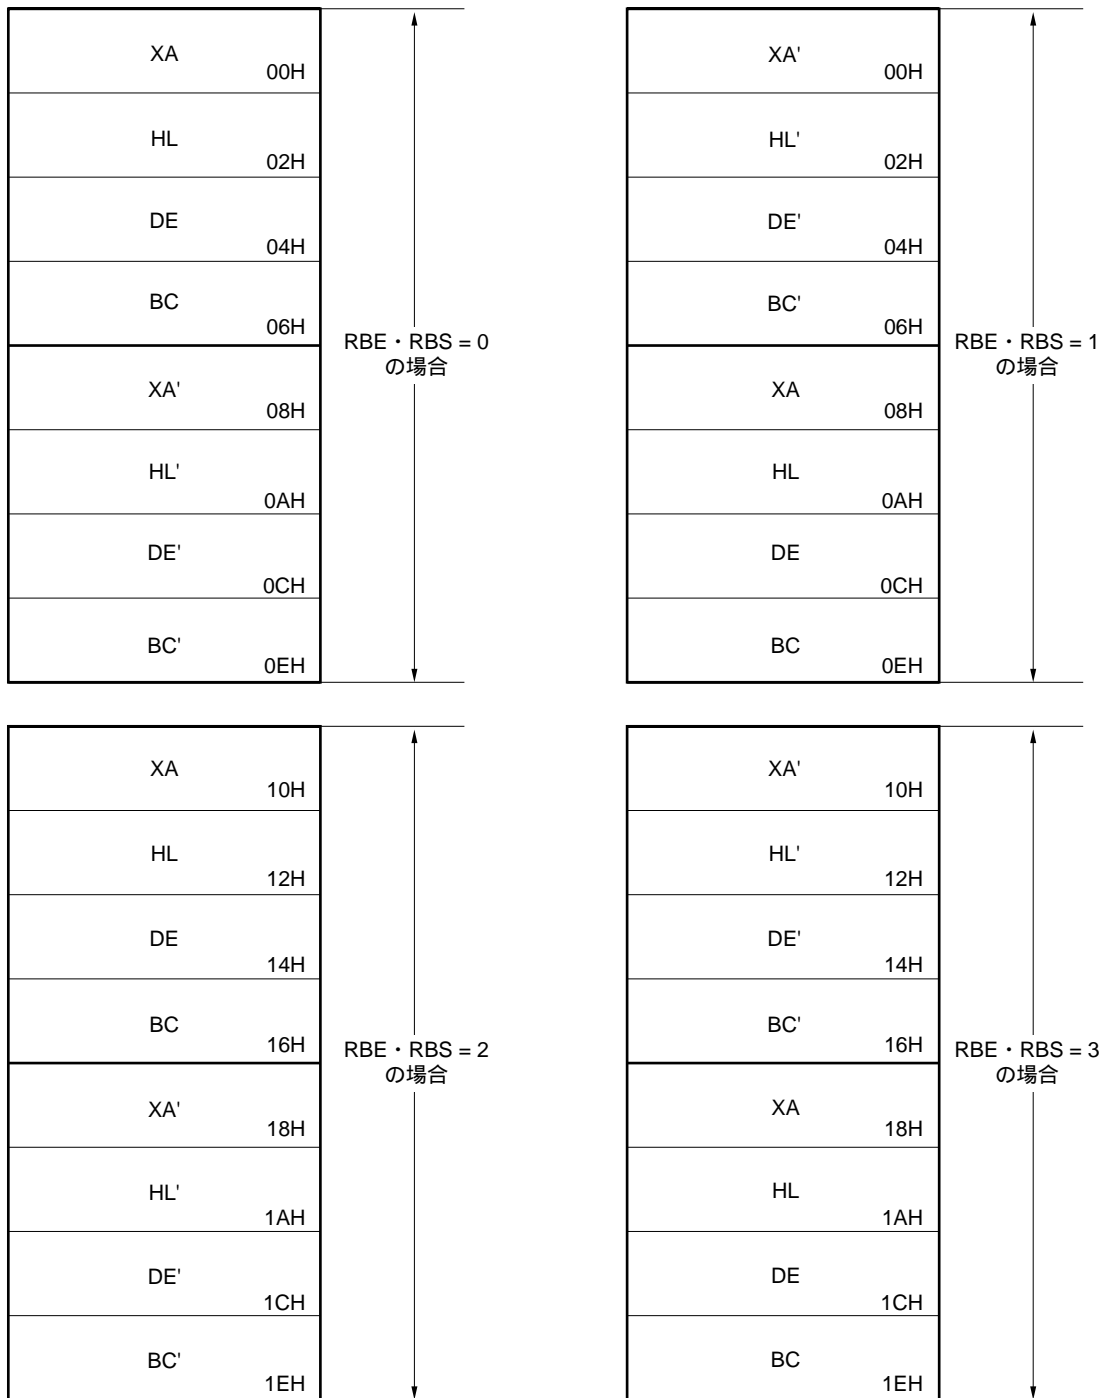 XA
00H
HL
02H
DE
04H
BC
06H
XA'
08H
HL'
0AH
DE'
0CH
BC'
0EH
RBE・RBS = 0
の場合
XA'
00H
HL'
02H
DE'
04H
BC'
06H
XA
08H
HL
0AH
DE
0CH
BC
0EH
RBE・RBS = 1
の場合
XA
10H
HL
12H
DE
14H
BC
16H
XA'
18H
HL'
1AH
DE'
1CH
BC'
1EH
RBE・RBS = 2
の場合
XA'
10H
HL'
12H
DE'
14H
BC'
16H
XA
18H
HL
1AH
DE
1CH
BC
1EH
RBE・RBS = 3
の場合